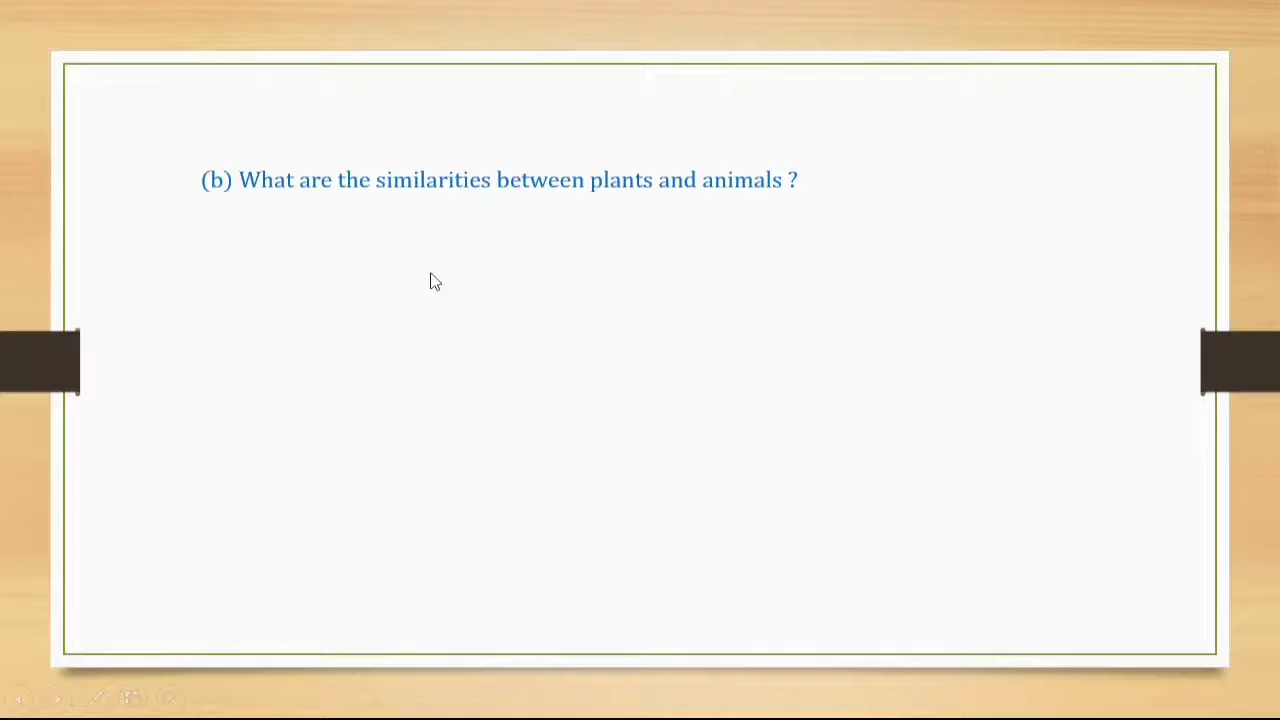 (b) What are the similarities between plants and animals ?